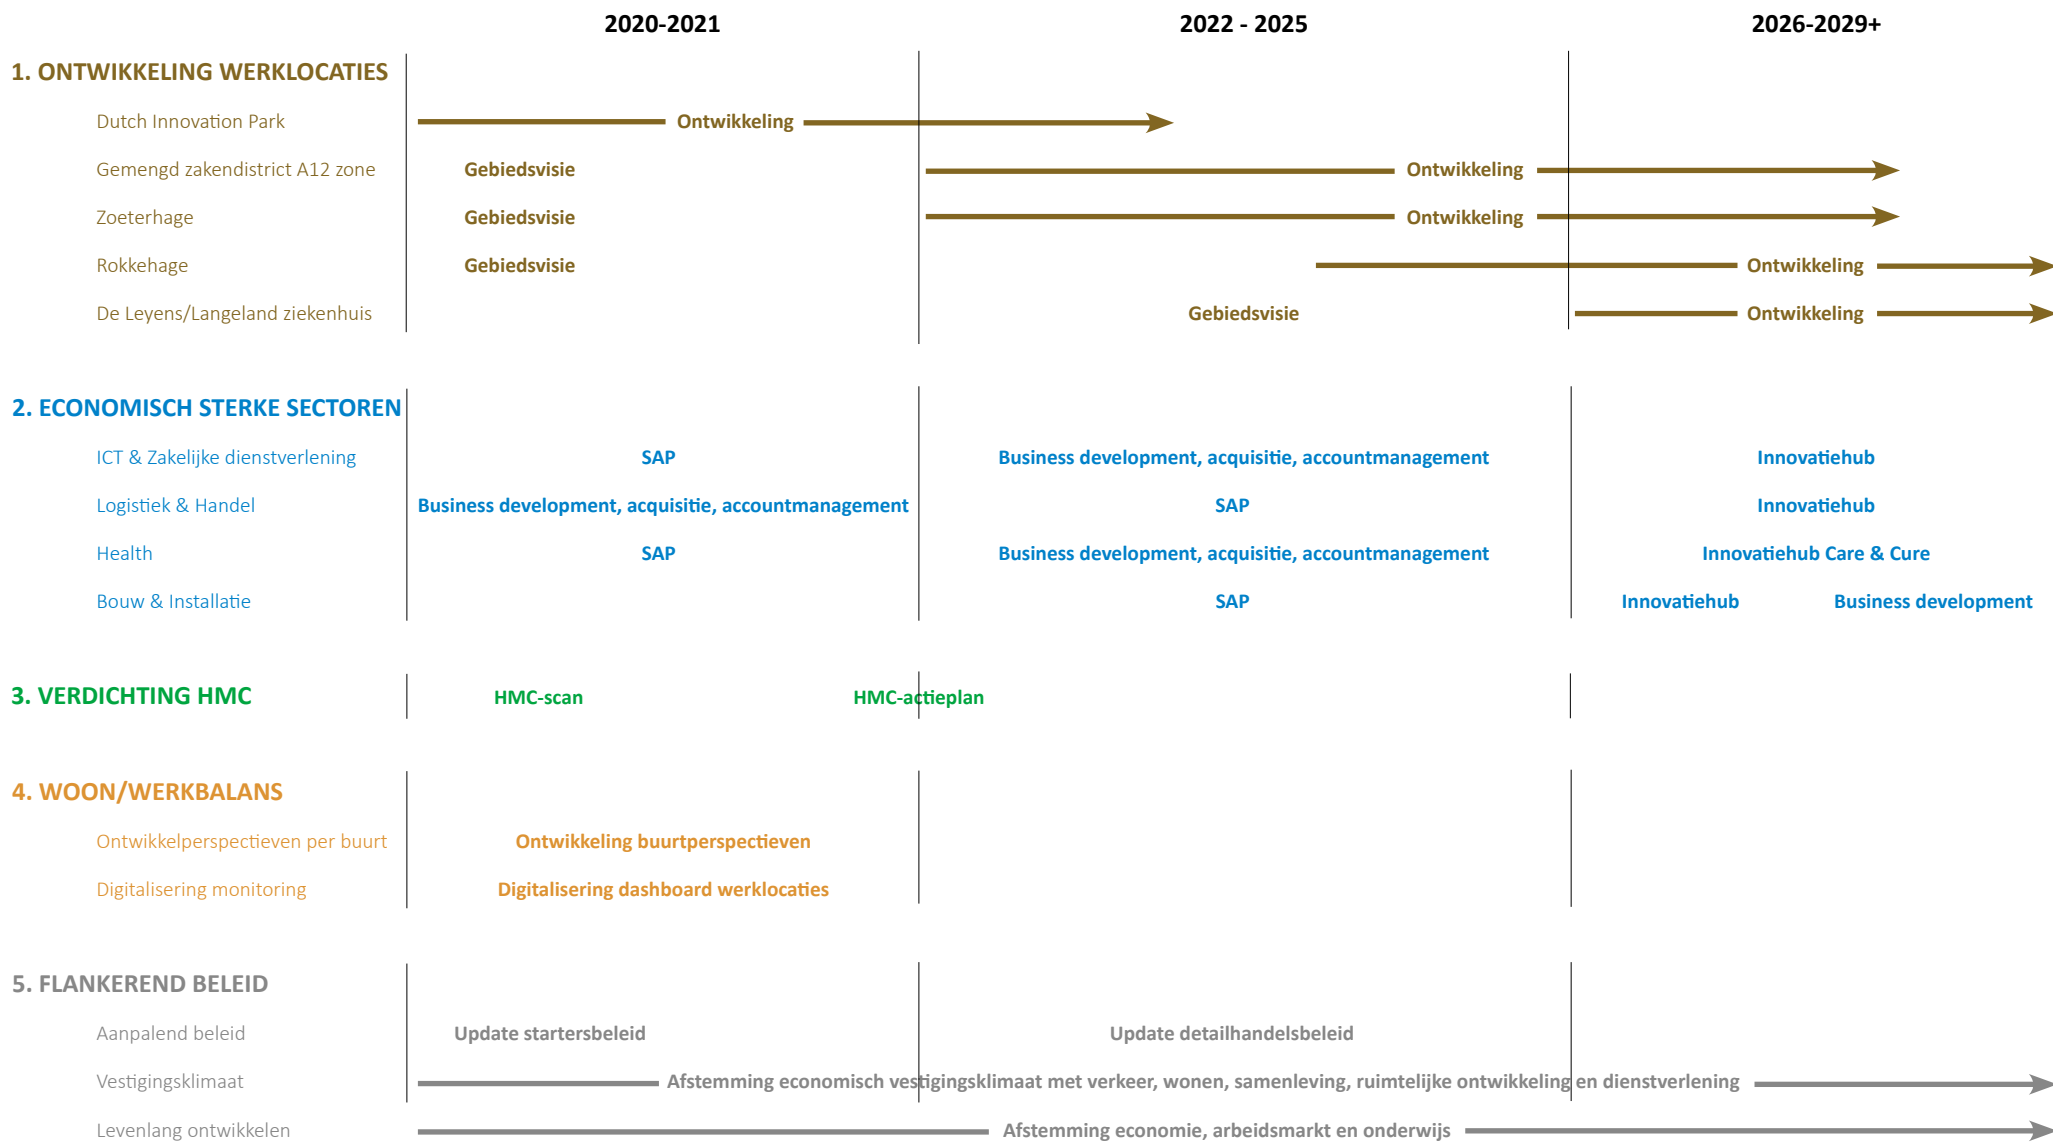 2020-2021 2022 - 2025 2026-2029+
1. ONTWIKKELING WERKLOCATIES
Dutch Innovation Park Ontwikkeling
Gemengd zakendistrict A12 zone Gebiedsvisie Ontwikkeling
Zoeterhage Gebiedsvisie Ontwikkeling
Rokkehage Gebiedsvisie Ontwikkeling
De Leyens/Langeland ziekenhuis Gebiedsvisie Ontwikkeling
2. ECONOMISCH STERKE SECTOREN
ICT & Zakelijke dienstverlening SAP Business development, acquisitie, accountmanagement Innovatiehub
Logistiek & Handel Business development, acquisitie, accountmanagement SAP Innovatiehub
Health SAP Business development, acquisitie, accountmanagement Innovatiehub Care & Cure
Bouw & Installatie SAP Innovatiehub Business development
3. VERDICHTING HMC HMC-scan HMC-actieplan
4. WOON/WERKBALANS
Ontwikkelperspectieven per buurt Ontwikkeling buurtperspectieven
Digitalisering monitoring Digitalisering dashboard werklocaties
5. FLANKEREND BELEID
Aanpalend beleid Update startersbeleid Update detailhandelsbeleid
Vestigingsklimaat Afstemming economisch vestigingsklimaat met verkeer, wonen, samenleving, ruimtelijke ontwikkeling en dienstverlening
Levenlang ontwikkelen Afstemming economie, arbeidsmarkt en onderwijs